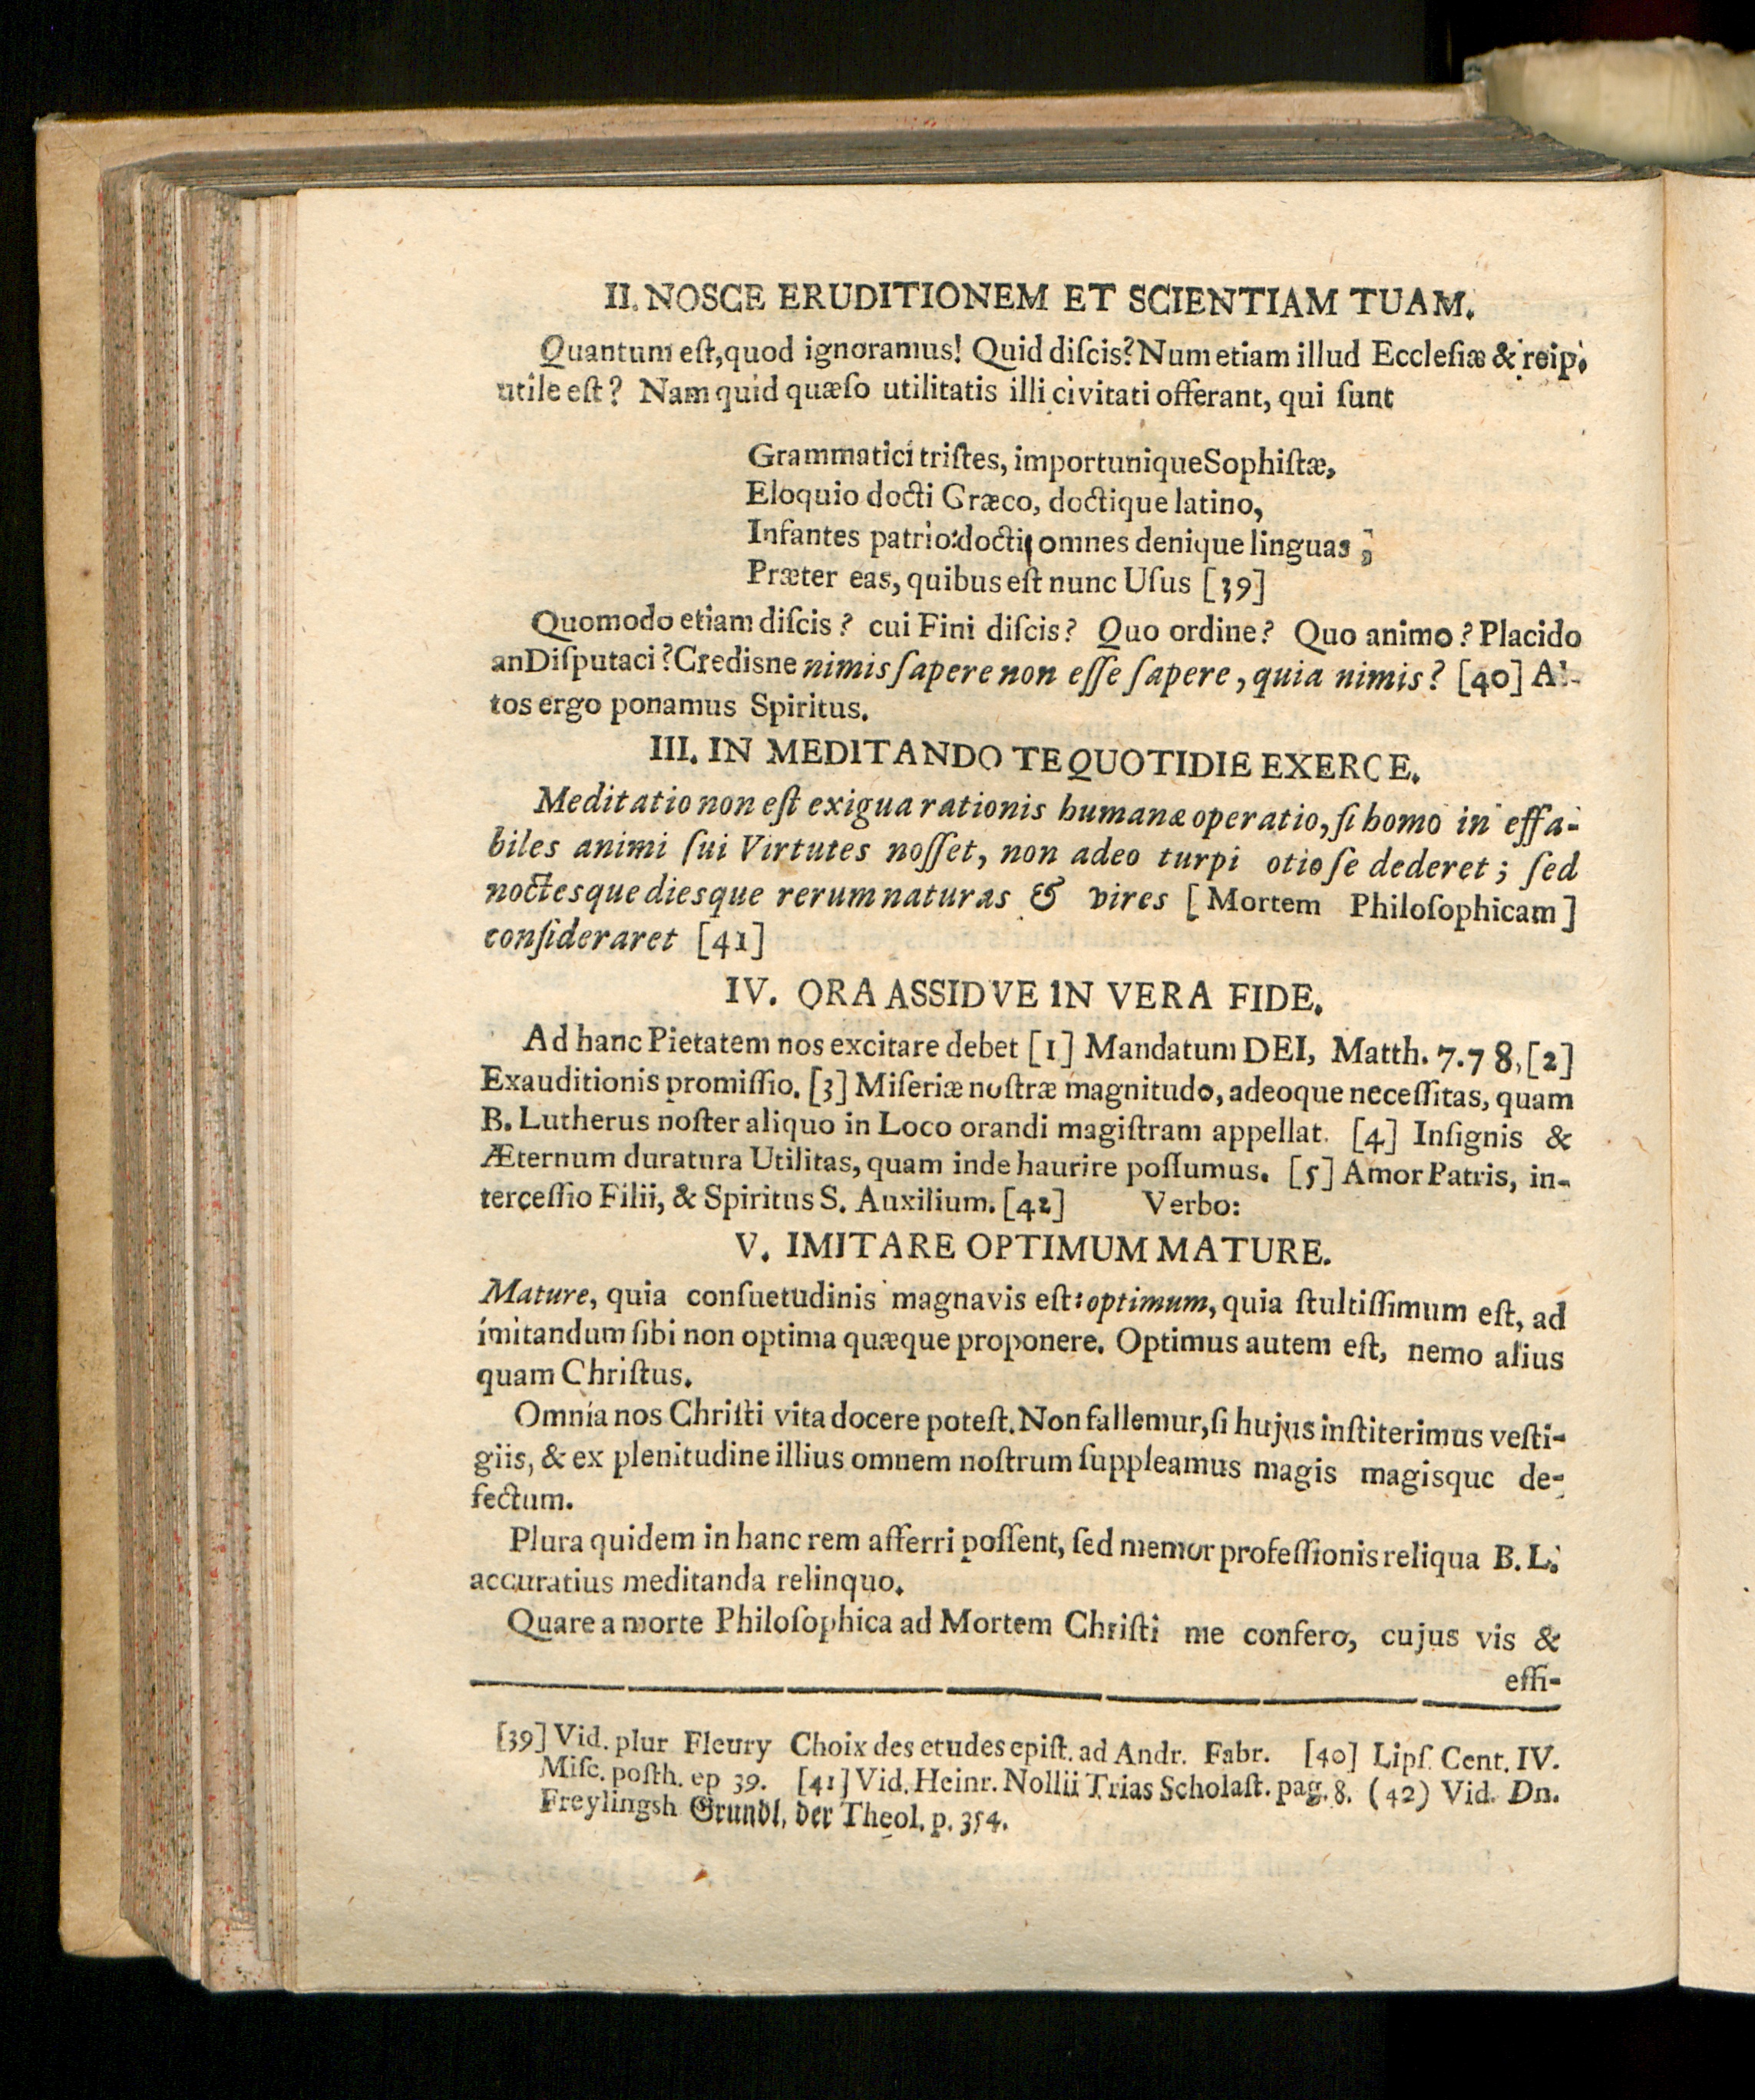 II. NOSCE ERUDITIONEM ET SCIENTIAM TUAM.
Quantum eſt, quod ignoramus! Quid diſcis? Num etiam illud Eccleſiæ & reip.
utile eſt? Nam quid quæſo utilitatis illi civitati offerant, qui ſunt
Grammatici triſtes, importunique Sophiſtæ,
Eloquio docti Græco, doctique latino,
Infantes patrio: docti omnes denique linguas;
Præter eas, quibus eſt nunc Uſus [39]
Quomodo etiam diſcis? cui Fini diſcis? Quo ordine? Quo animo? Placido
an Diſputaci? Credisne nimis ſapere non eſſe ſapere, quia nimis? [40] Al-
tos ergo ponamus Spiritus.
III. IN MEDITANDO TE QUOTIDIE EXERCE.
Meditatio non eſt exigua rationis humanæ operatio, ſi homo in effa-
biles animi ſui Virtutes noſſet, non adeo turpi otio ſe dederet; ſed
noctesque diesque rerum naturas & vires [Mortem Philoſophicam]
conſideraret [41]
IV. ORA ASSIDVE IN VERA FIDE.
Ad hanc Pietatem nos excitare debet [1] Mandatum DEI, Matth. 7. 7 8, [2]
Exauditionis promiſſio. [3] Miſeriæ noſtræ magnitudo, adeoque neceſſitas, quam
B. Lutherus noſter aliquo in Loco orandi magiſtram appellat. [4] Inſignis &
Æternum duratura Utilitas, quam inde haurire poſſumus. [5] Amor Patris, in-
terceſſio Filii, & Spiritus S. Auxilium. [42] Verbo:
V. IMITARE OPTIMUM MATURE.
Mature, quia conſuetudinis magna vis eſt: optimum, quia ſtultiſſimum eſt, ad
imitandum ſibi non optima quæque proponere. Optimus autem eſt, nemo alius
quam Chriſtus.
Omnia nos Chriſti vita docere poteſt. Non fallemur, ſi hujus inſtiterimus veſti-
giis, & ex plenitudine illius omnem noſtrum ſuppleamus magis magisque de-
fectum.
Plura quidem in hanc rem afferri poſſent, ſed memor profeſſionis reliqua B. L.
accuratius meditanda relinquo.
Quare a morte Philoſophica ad Mortem Chriſti me confero, cujus vis &
effi-
[39] Vid. plur Fleury Choix des etudes epiſt. ad Andr. Fabr. [40] Lipſ. Cent. IV.
Miſc. poſth. ep 39. [41] Vid. Heinr. Nollii Trias Scholaſt. pag. 8. (42) Vid. Dn.
Freylingsh Grundl. der Theol. p. 354.